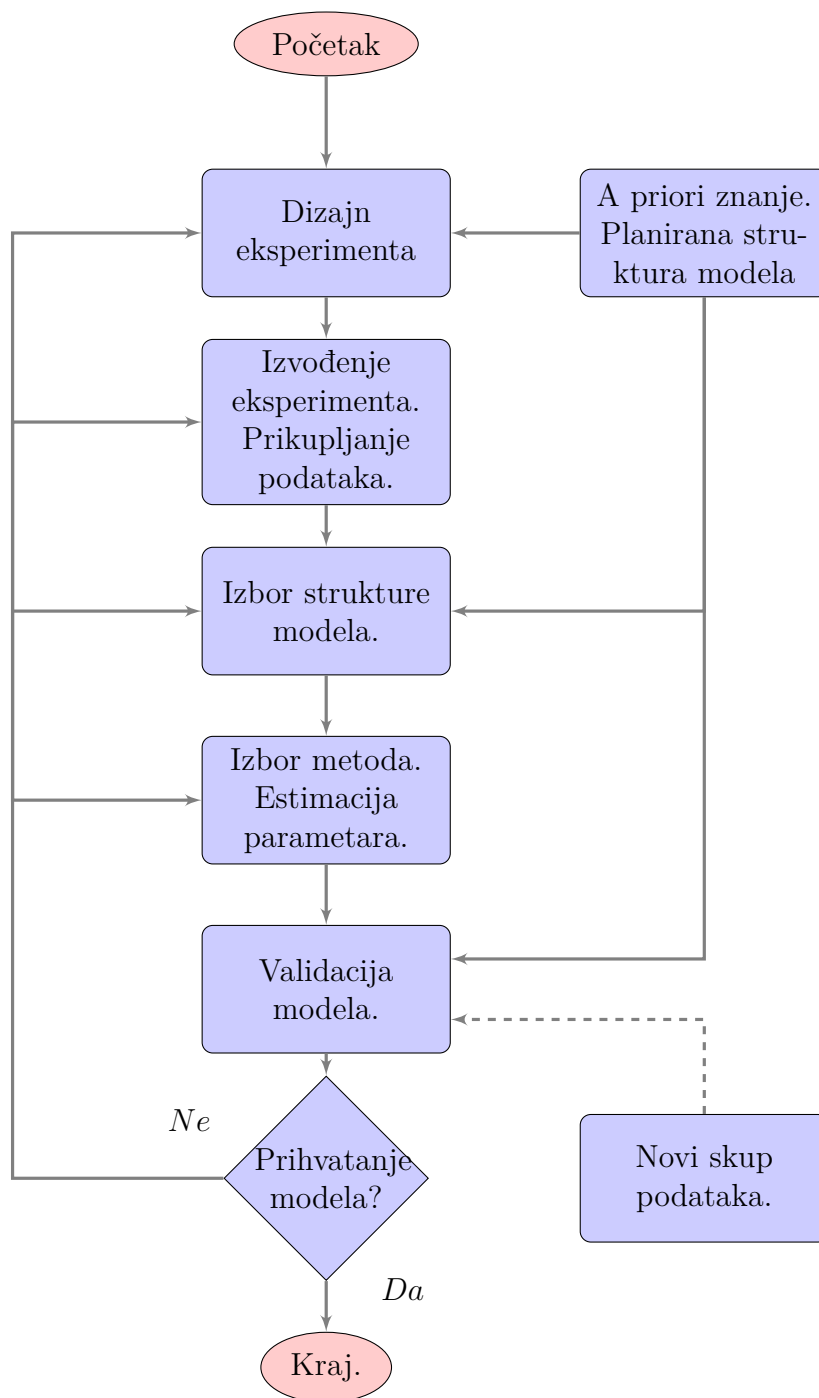 Početak
Dizajn
eksperimenta
A priori znanje.
Planirana stru-
ktura modela
Izvođenje
eksperimenta.
Prikupljanje
podataka.
Izbor strukture
modela.
Izbor metoda.
Estimacija
parametara.
Validacija
modela.
Ne
Prihvatanje
modela?
Novi skup
podataka.
Da
Kraj.